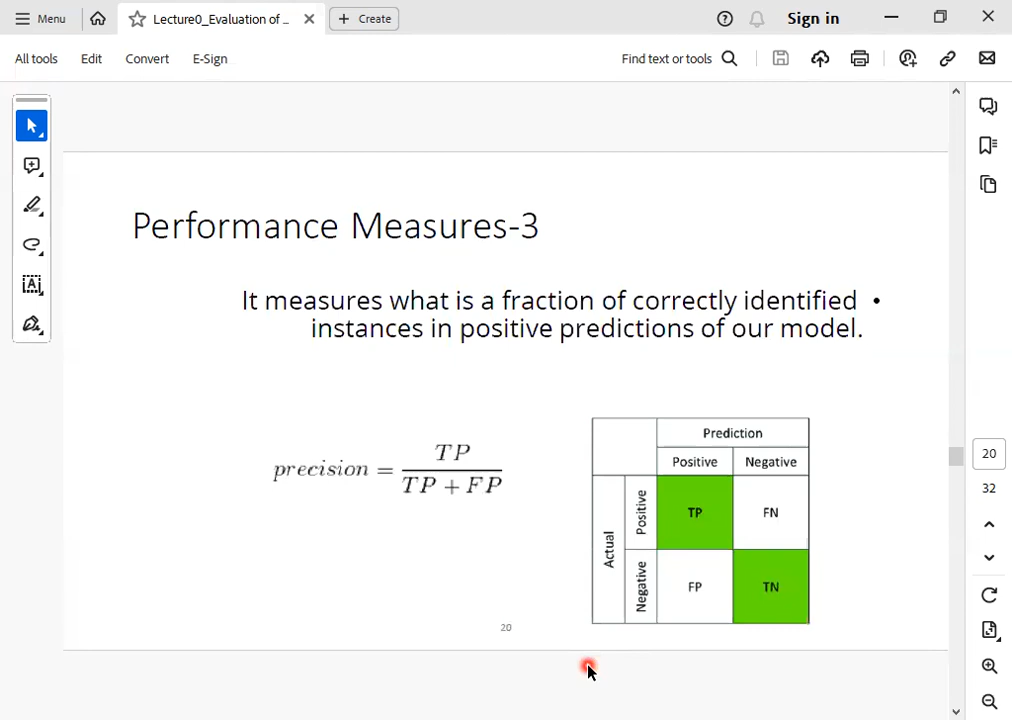 Menu
Lecture0_Evaluation of ...
Create
Sign in
All tools
Edit
Convert
E-Sign
Find text or tools
Performance Measures-3
It measures what is a fraction of correctly identified •
instances in positive predictions of our model.
precision = TP / TP + FP
Prediction
Positive Negative
Actual
Positive
TP FN
Negative
FP TN
20
20
32